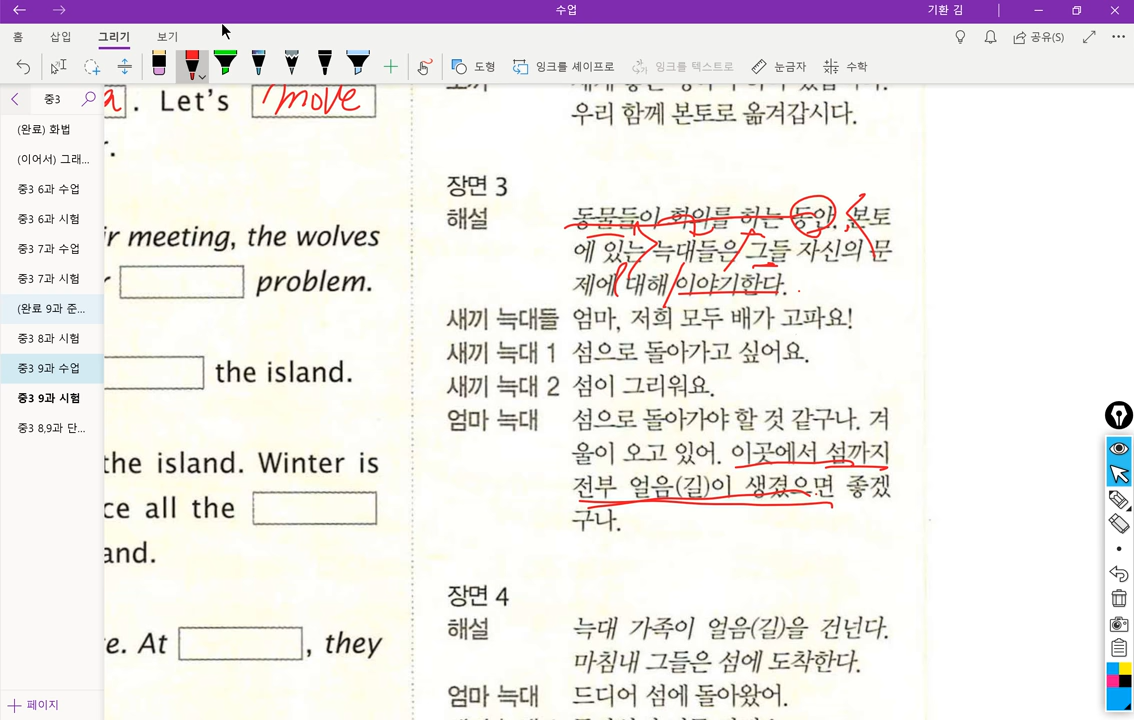 수업
기환 김
홈 삽입 그리기 보기
공유(S)
도형 잉크를 셰이프로 잉크를 텍스트로 눈금자 수학
중3
(완료) 화법
(이어서) 그래...
중3 6과 수업
중3 6과 시험
중3 7과 수업
중3 7과 시험
(완료 9과 준...
중3 8과 시험
중3 9과 수업
중3 9과 시험
중3 8,9과 단...
페이지
. Let's move
r.
ir meeting, the wolves
problem.
the island.
the island. Winter is
ce all the
and.
e. At , they
우리 함께 본토로 옮겨갑시다.
장면 3
해설 동물들이 회의를 하는 동안, 본토
에 있는 늑대들은 그들 자신의 문
제에 대해 이야기한다.
새끼 늑대들 엄마, 저희 모두 배가 고파요!
새끼 늑대 1 섬으로 돌아가고 싶어요.
새끼 늑대 2 섬이 그리워요.
엄마 늑대 섬으로 돌아가야 할 것 같구나. 겨
울이 오고 있어. 이곳에서 섬까지
전부 얼음(길)이 생겼으면 좋겠
구나.
장면 4
해설 늑대 가족이 얼음(길)을 건넌다.
마침내 그들은 섬에 도착한다.
엄마 늑대 드디어 섬에 돌아왔어.